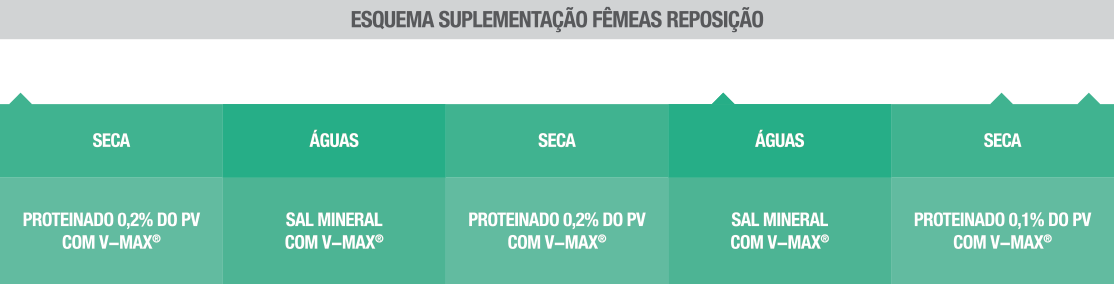 ESQUEMA SUPLEMENTAÇÃO FÊMEAS REPOSIÇÃO
SECA
ÁGUAS
SECA
ÁGUAS
SECA
PROTEINADO 0,2% DO PV
COM V–MAX®
SAL MINERAL
COM V–MAX®
PROTEINADO 0,2% DO PV
COM V–MAX®
SAL MINERAL
COM V–MAX®
PROTEINADO 0,1% DO PV
COM V–MAX®